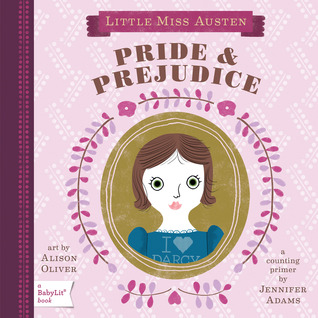 LITTLE MISS AUSTEN
PRIDE &
PREJUDICE
I ♥
DARCY
art by
ALISON
OLIVER
a
counting
primer
by
JENNIFER
ADAMS
a
BabyLit®
book